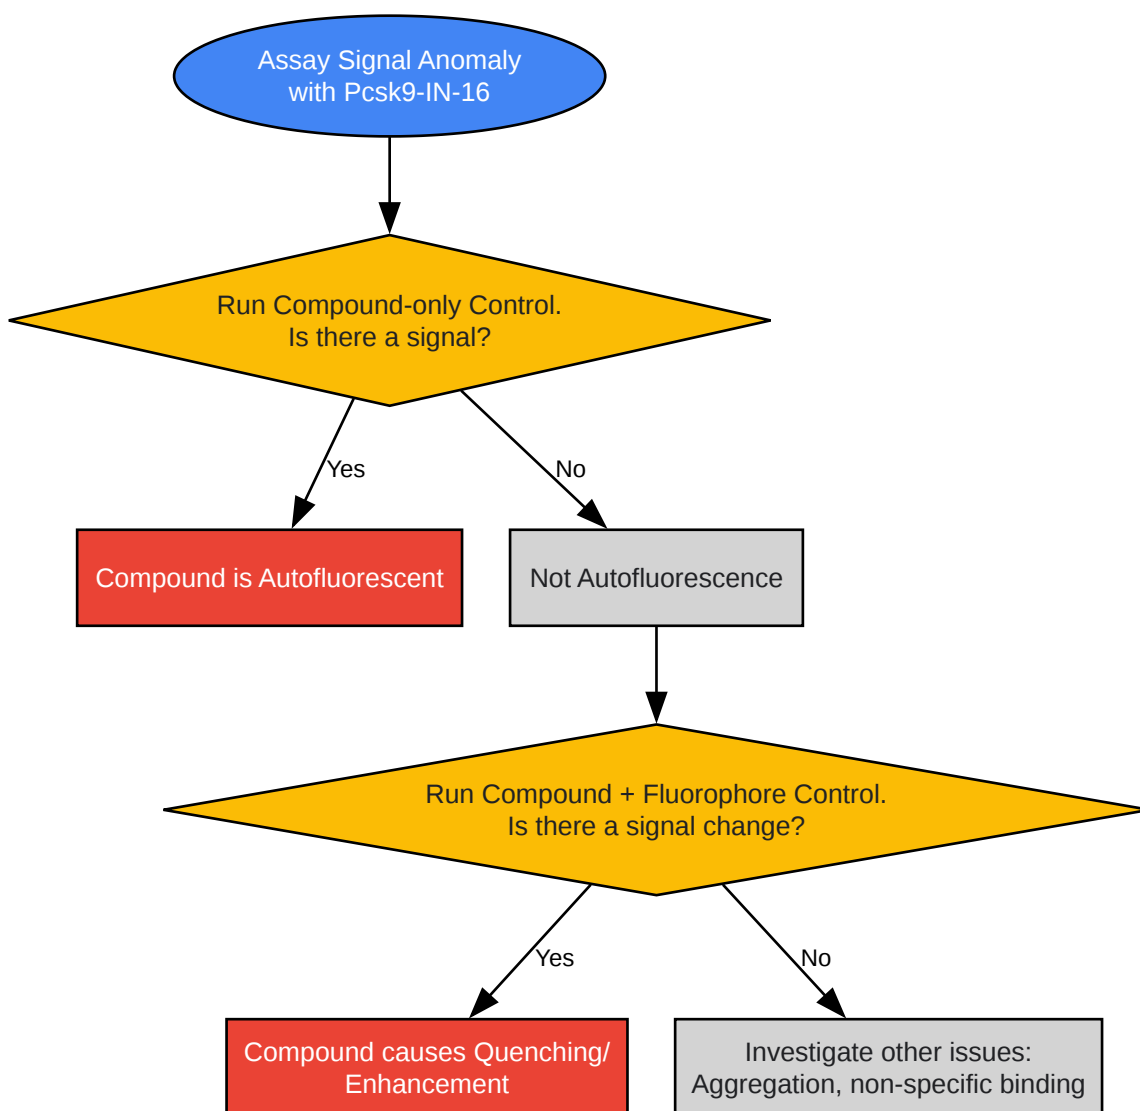 Assay Signal Anomaly
with Pcsk9-IN-16
Run Compound-only Control.
Is there a signal?
Yes
No
Compound is Autofluorescent
Not Autofluorescence
Run Compound + Fluorophore Control.
Is there a signal change?
Yes
No
Compound causes Quenching/
Enhancement
Investigate other issues:
Aggregation, non-specific binding